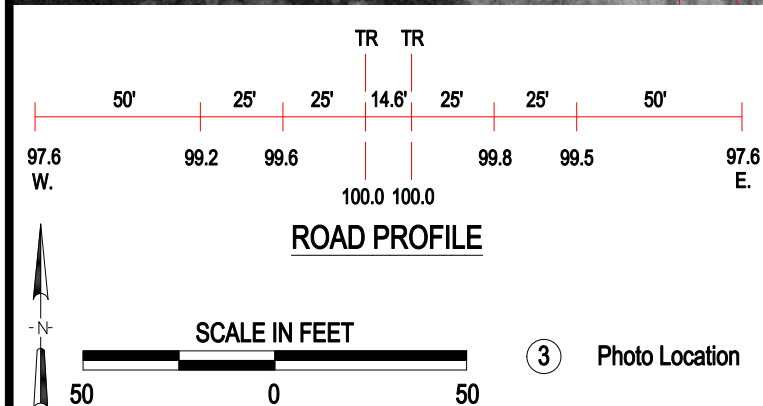 TR TR
50' 25' 25' 14.6' 25' 25' 50'
97.6 99.2 99.6 99.8 99.5 97.6
W. E.
100.0 100.0
ROAD PROFILE
-N-
SCALE IN FEET
3 Photo Location
50 0 50